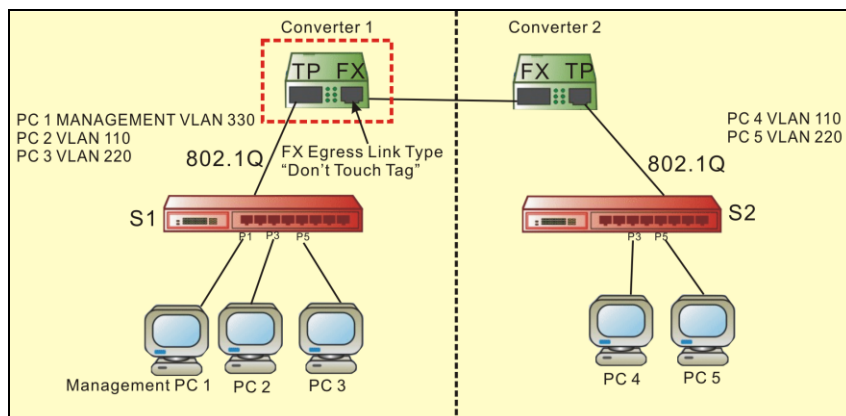 Converter 1
Converter 2
TP FX
FX TP
PC 1 MANAGEMENT VLAN 330
PC 2 VLAN 110
PC 3 VLAN 220
PC 4 VLAN 110
PC 5 VLAN 220
FX Egress Link Type
“Don’t Touch Tag”
802.1Q
802.1Q
S1
S2
P1 P3 P5
P3 P5
Management PC 1
PC 2
PC 3
PC 4
PC 5